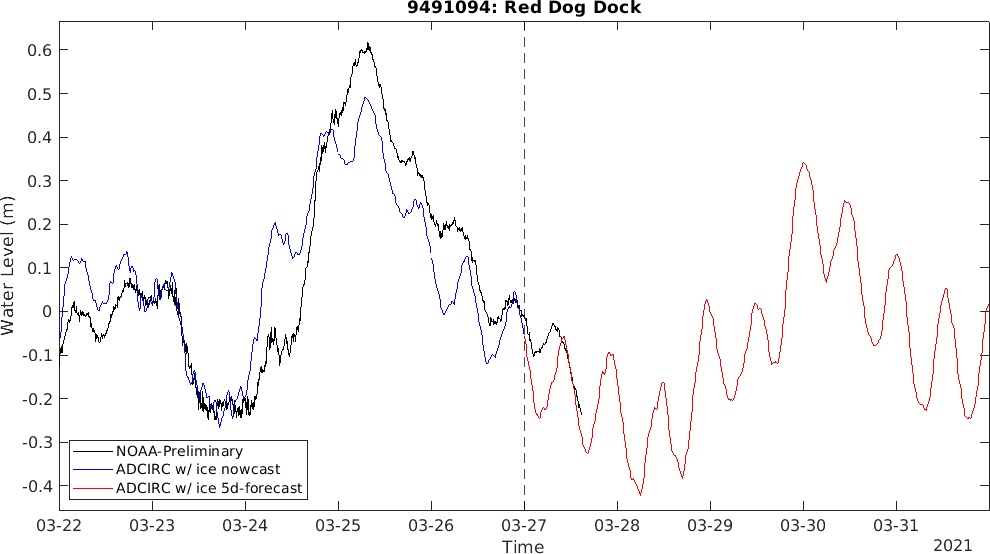 9491094: Red Dog Dock
Water Level (m)
0.6
0.5
0.4
0.3
0.2
0.1
0
-0.1
-0.2
-0.3
-0.4
NOAA-Preliminary
ADCIRC w/ ice nowcast
ADCIRC w/ ice 5d-forecast
03-22 03-23 03-24 03-25 03-26 03-27 03-28 03-29 03-30 03-31
Time
2021